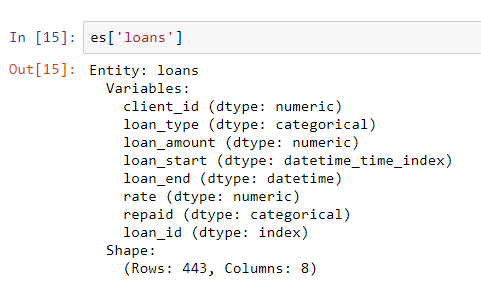 In [15]: es['loans']
Out[15]: Entity: loans
Variables:
client_id (dtype: numeric)
loan_type (dtype: categorical)
loan_amount (dtype: numeric)
loan_start (dtype: datetime_time_index)
loan_end (dtype: datetime)
rate (dtype: numeric)
repaid (dtype: categorical)
loan_id (dtype: index)
Shape:
(Rows: 443, Columns: 8)